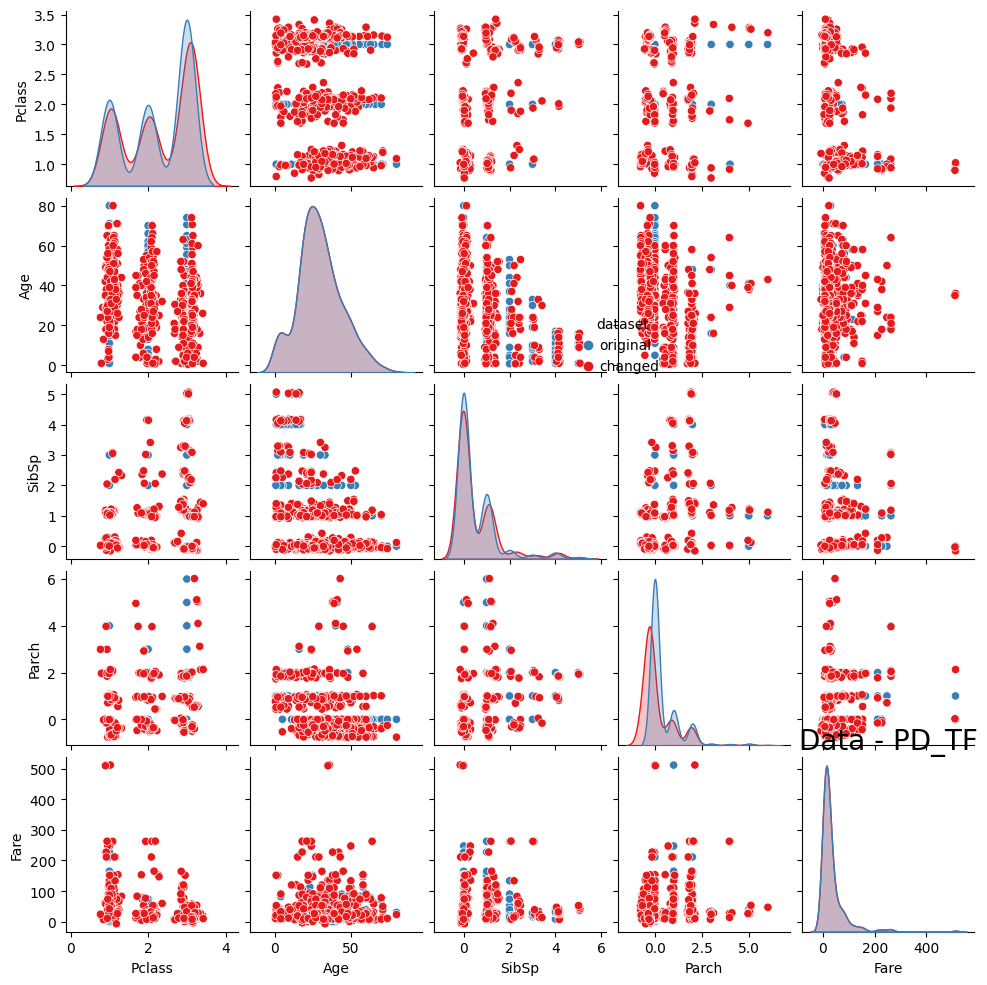 3.5
3.0
2.5
2.0
1.5
1.0
Pclass
80
60
40
20
0
Age
dataset
original
changed
5
4
3
2
1
0
SibSp
6
4
2
0
Parch
Data - PD_TF
500
400
300
200
100
0
Fare
0 2 4
0 50
0 2 4 6
0.0 2.5 5.0
0 200 400
Pclass Age SibSp Parch Fare